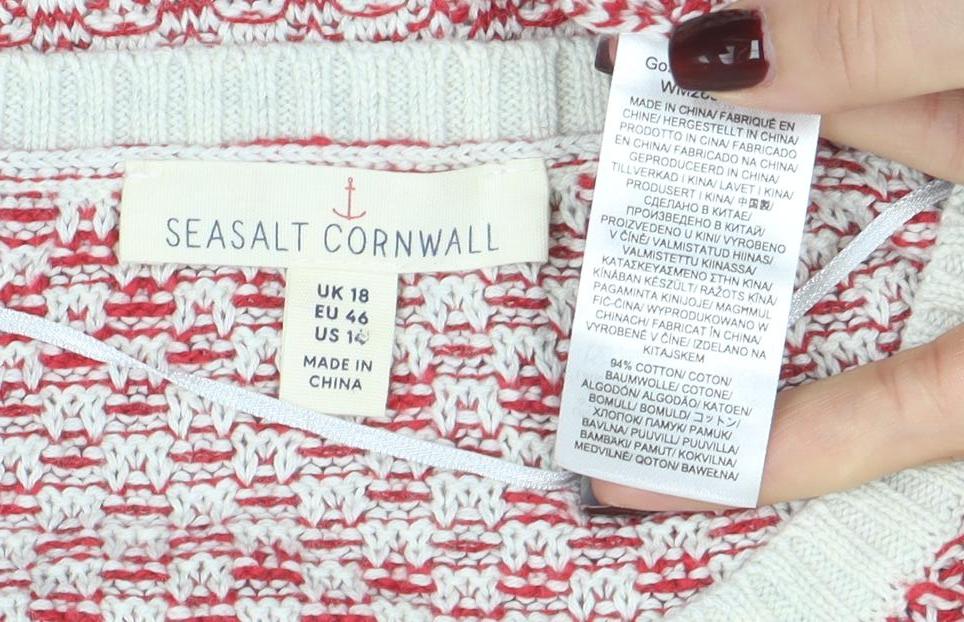 SEASALT CORNWALL
UK 18
EU 46
US 14
MADE IN
CHINA
MADE IN CHINA/ FABRIQUÉ EN
CHINE/ HERGESTELLT IN CHINA/
PRODOTTO IN CINA/ FABRICADO
EN CHINA/ FABRICADO NA CHINA/
GEPRODUCEERD IN CHINA/
TILLVERKAD I KINA/ LAVET I KINA/
PRODUSERT I KINA/ 中国製/
СДЕЛАНО В КИТАЕ/
ПРОИЗВЕДЕНО В КИТАЙ/
PROIZVEDENO U KINI/ VYROBENO
V ČÍNĚ/ VALMISTATUD HIINAS/
VALMISTETTU KIINASSA/
ΚΑΤΑΣΚΕΥΑΣΜΕΝΟ ΣΤΗΝ ΚΙΝΑ/
KÍNÁBAN KÉSZÜLT/ RAŽOTS ĶĪNĀ/
PAGAMINTA KINIJOJE/ MAGĦMUL
FIĊ-ĊINA/ WYPRODUKOWANO W
CHINACH/ FABRICAT ÎN CHINA/
VYROBENÉ V ČÍNE/ IZDELANO NA
KITAJSKEM
94% COTTON/ COTON/
BAUMWOLLE/ COTONE/
ALGODÓN/ ALGODÃO/ KATOEN/
BOMULL/ BOMULD/ コットン/
ХЛОПОК/ ПАМУК/ PAMUK/
BAVLNA/ PUUVILL/ PUUVILLA/
ΒΑΜΒΑΚΙ/ PAMUT/ KOKVILNA/
MEDVILNĖ/ QOTON/ BAWEŁNA/